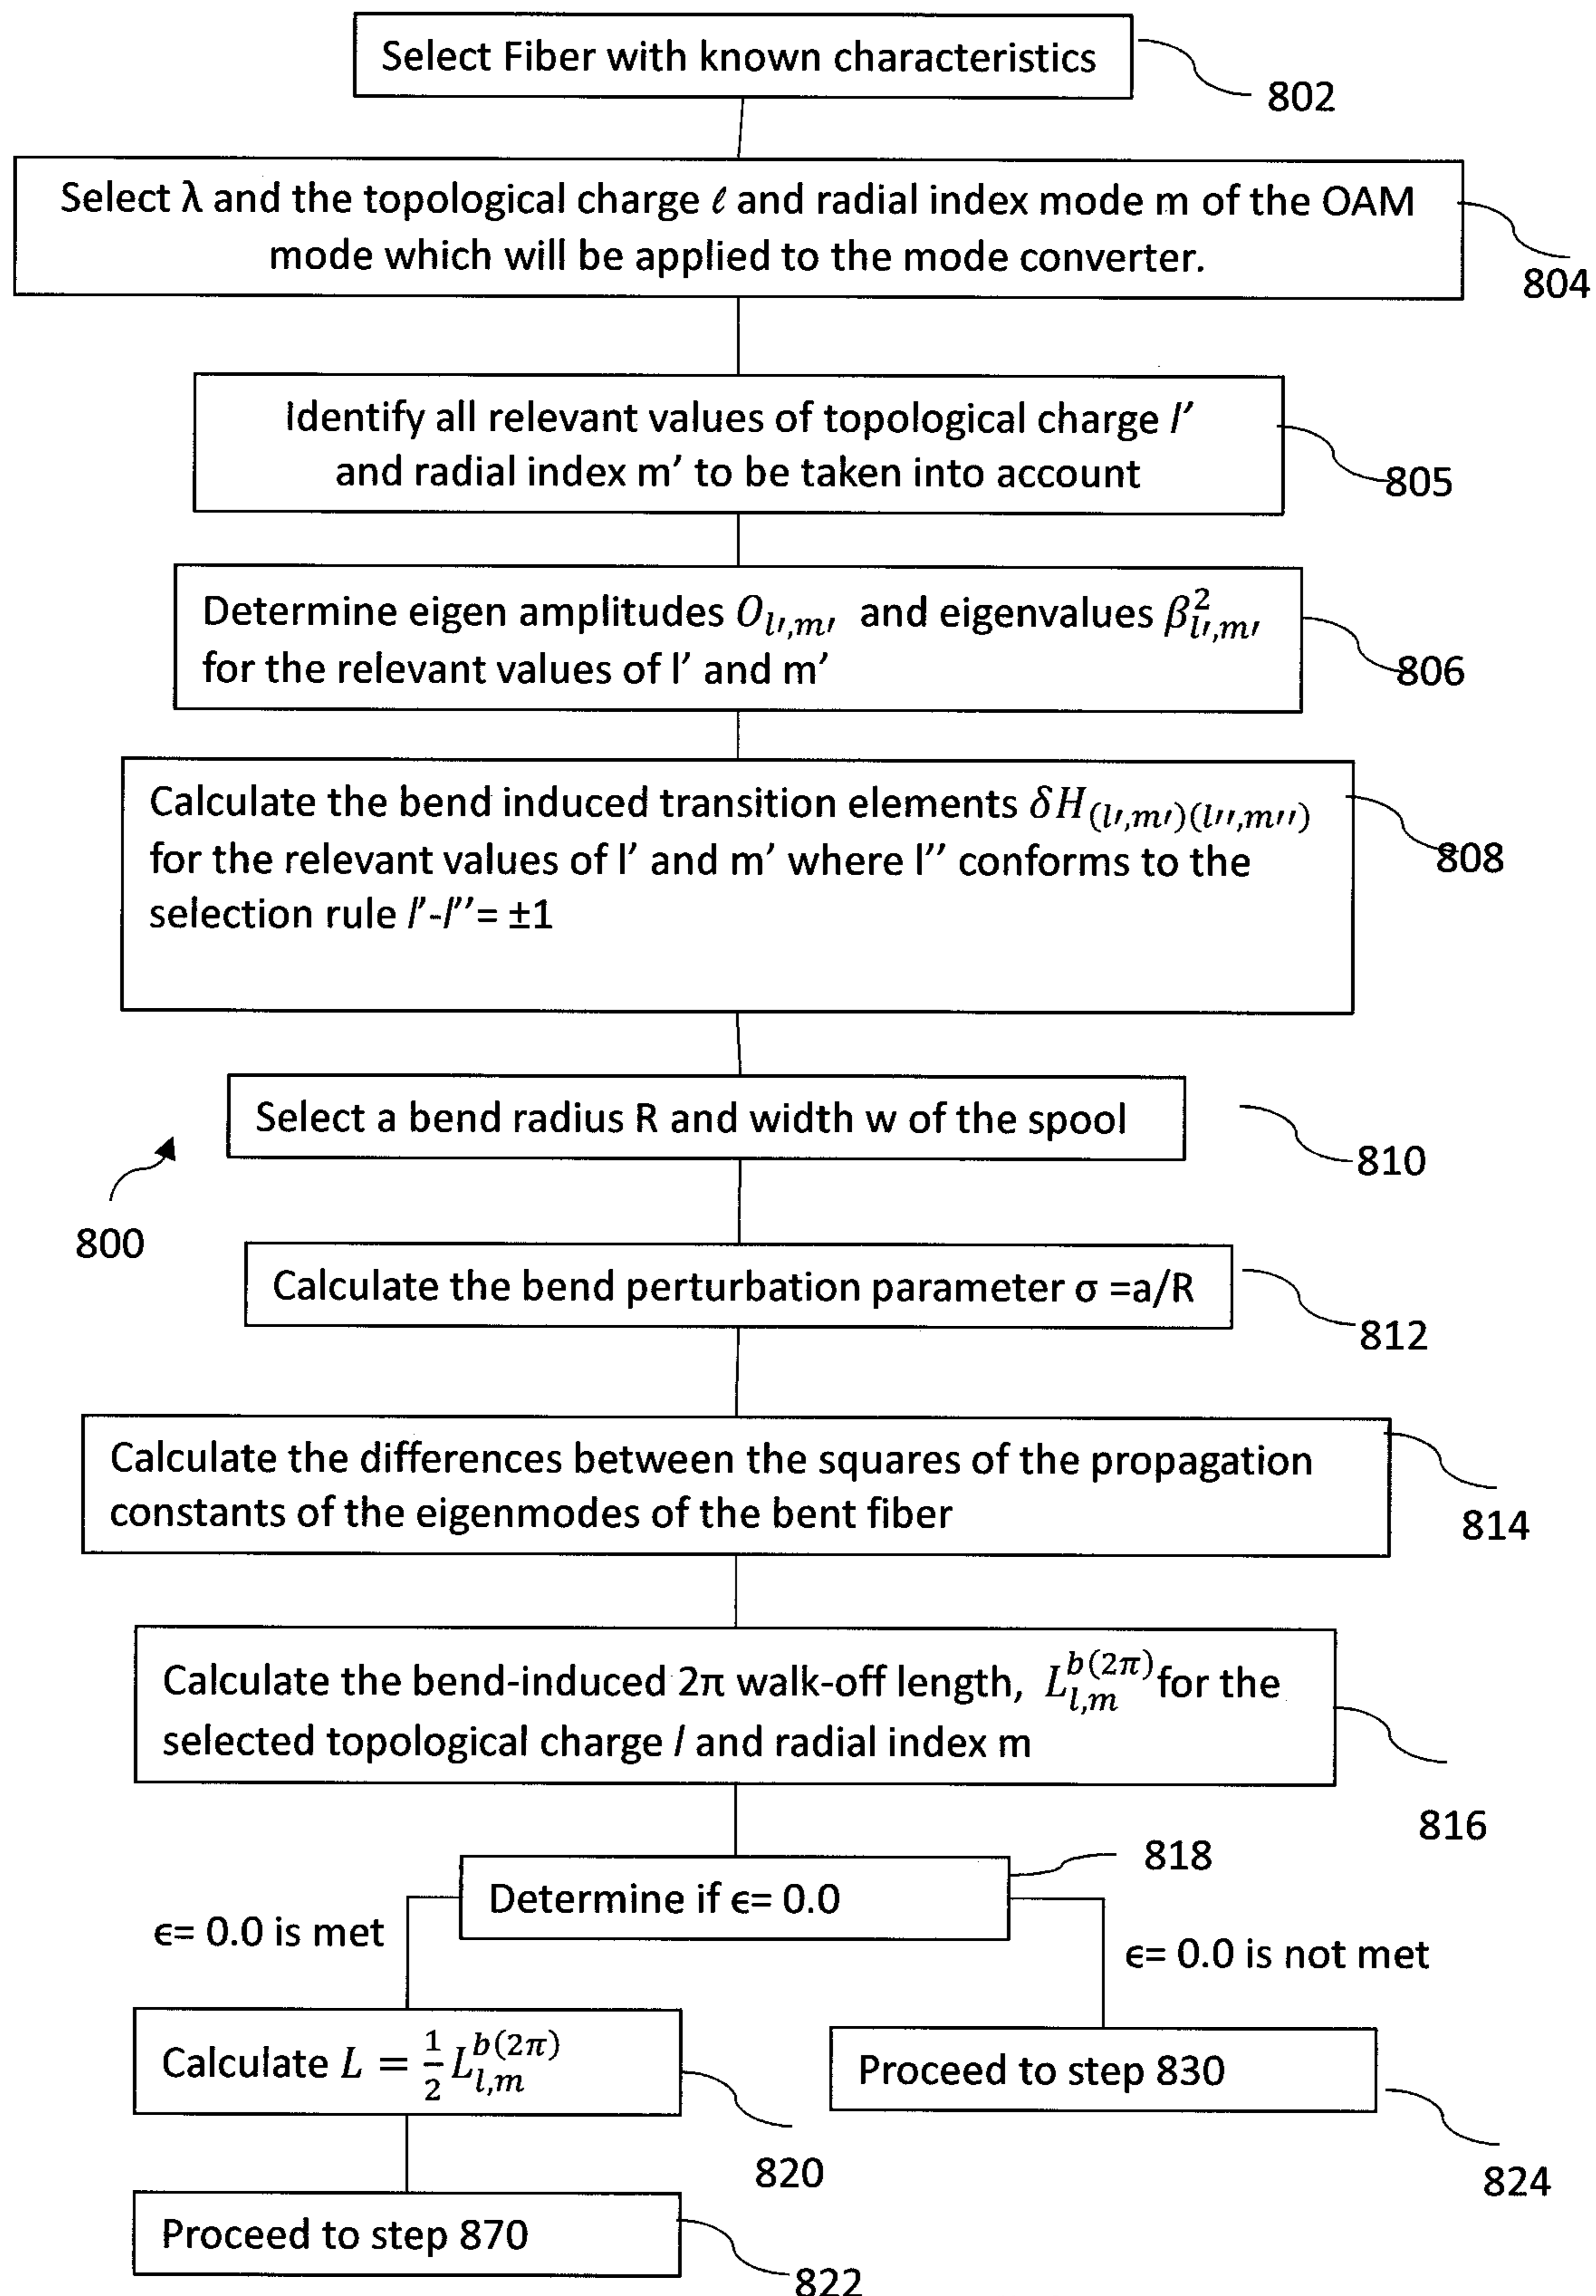 Select Fiber with known characteristics
802
Select λ and the topological charge ℓ and radial index mode m of the OAM
mode which will be applied to the mode converter.
804
Identify all relevant values of topological charge l′
and radial index m′ to be taken into account
805
Determine eigen amplitudes O_{l′,m′} and eigenvalues β²_{l′,m′}
for the relevant values of l′ and m′
806
Calculate the bend induced transition elements δH_{(l′,m′)(l′′,m′′)}
for the relevant values of l′ and m′ where l′′ conforms to the
selection rule l′-l′′= ±1
808
Select a bend radius R and width w of the spool
810
800
Calculate the bend perturbation parameter σ =a/R
812
Calculate the differences between the squares of the propagation
constants of the eigenmodes of the bent fiber
814
Calculate the bend-induced 2π walk-off length, L_{l,m}^{b(2π)} for the
selected topological charge l and radial index m
816
818
Determine if ϵ= 0.0
ϵ= 0.0 is met
ϵ= 0.0 is not met
Calculate L = ½ L_{l,m}^{b(2π)}
820
Proceed to step 830
824
Proceed to step 870
822